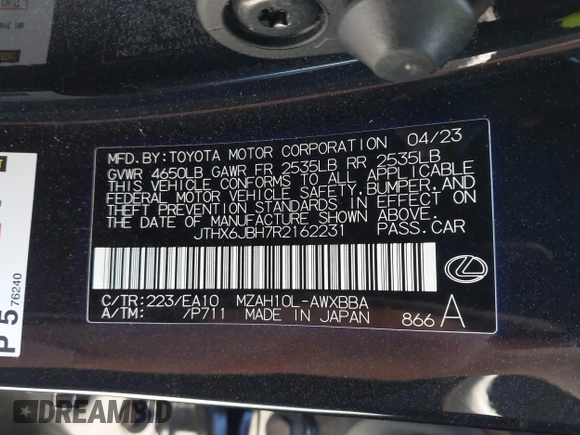 MFD. BY: TOYOTA MOTOR CORPORATION 04/23
GVWR 4650LB GAWR FR 2535LB RR 2535LB
THIS VEHICLE CONFORMS TO ALL APPLICABLE
FEDERAL MOTOR VEHICLE SAFETY, BUMPER, AND
THEFT PREVENTION STANDARDS IN EFFECT ON
THE DATE OF MANUFACTURE SHOWN ABOVE.
JTHX6JBH7R2162231 PASS. CAR
C/TR: 223/EA10 MZAH10L-AWXBBA
A/TM: /P711 MADE IN JAPAN 866 A
P 5 76240
DREAMBID